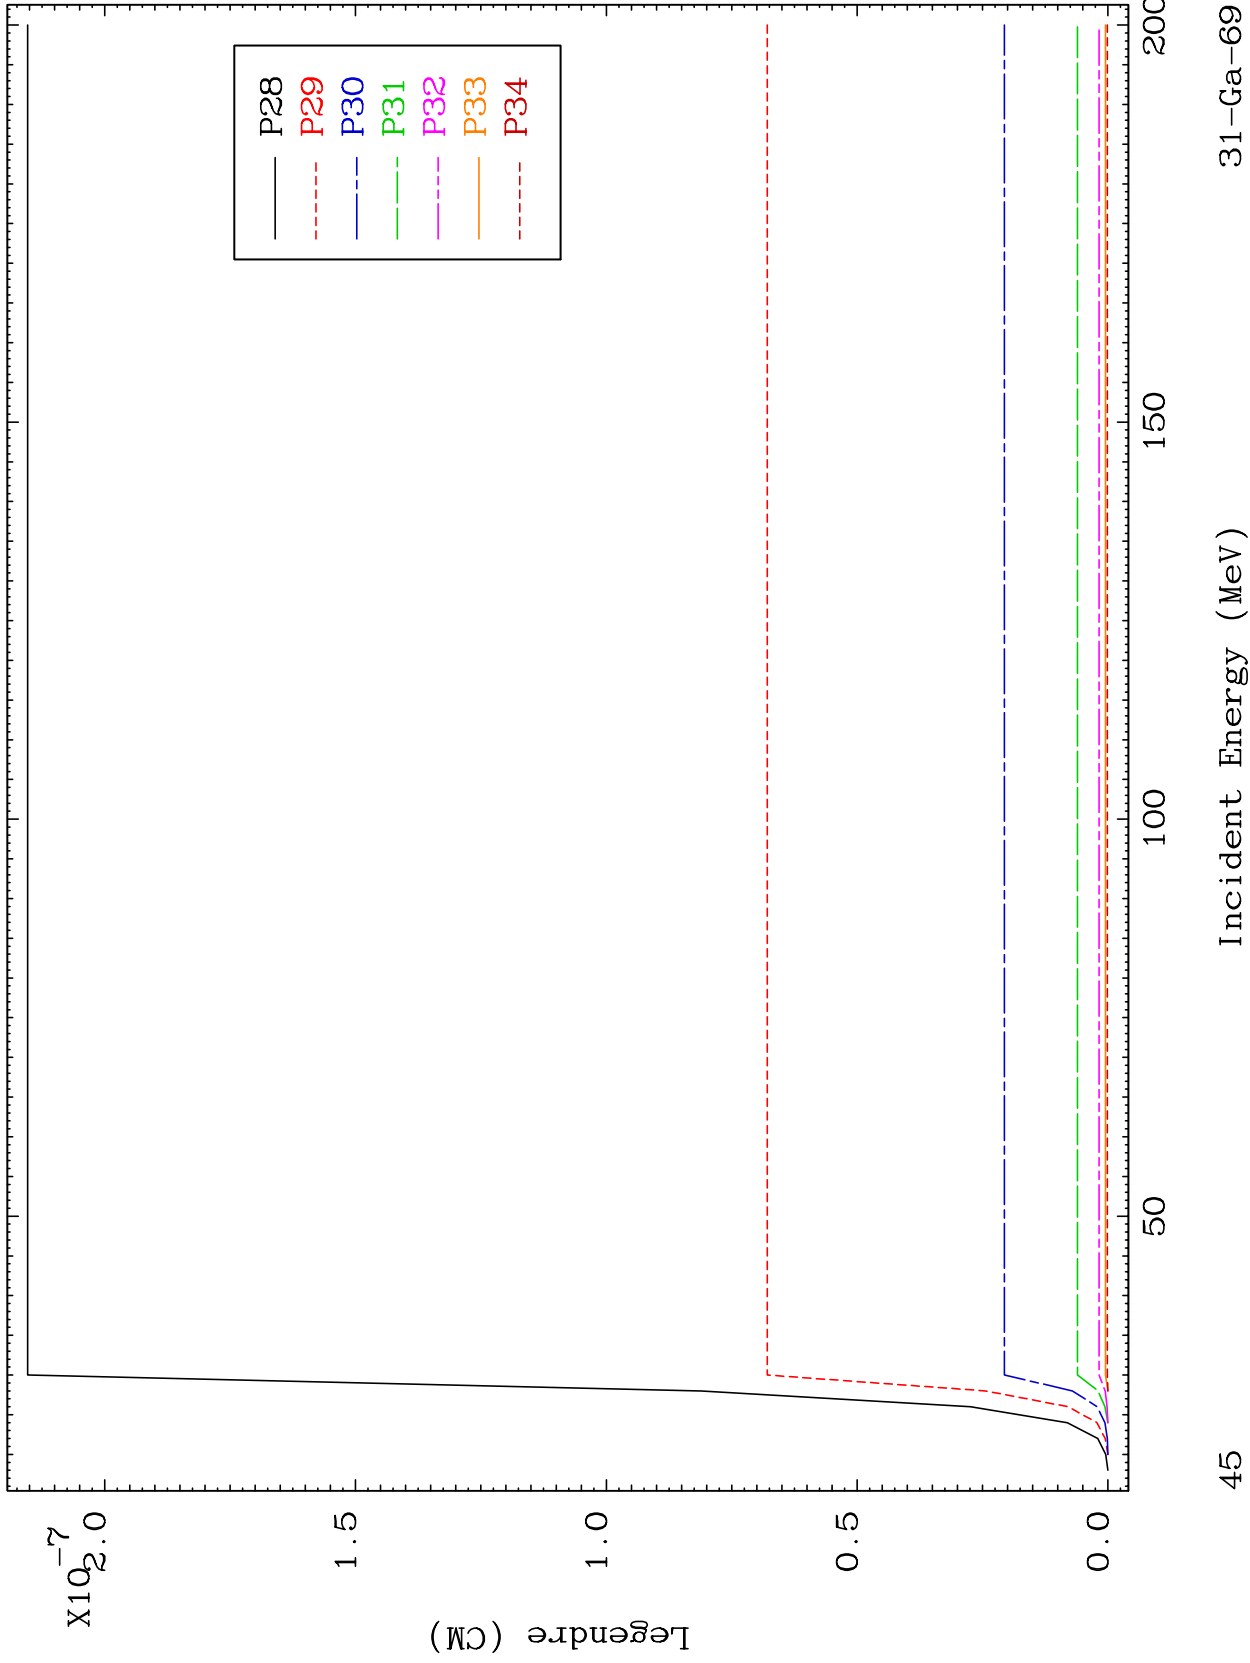 X10⁻⁷
2.0
1.5
1.0
0.5
0.0
Legendre (CM)
P28
P29
P30
P31
P32
P33
P34
50
100
150
200
Incident Energy (MeV)
45
31-Ga-69